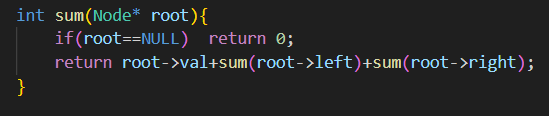 int sum(Node* root){
    if(root==NULL)  return 0;
    return root->val+sum(root->left)+sum(root->right);
}